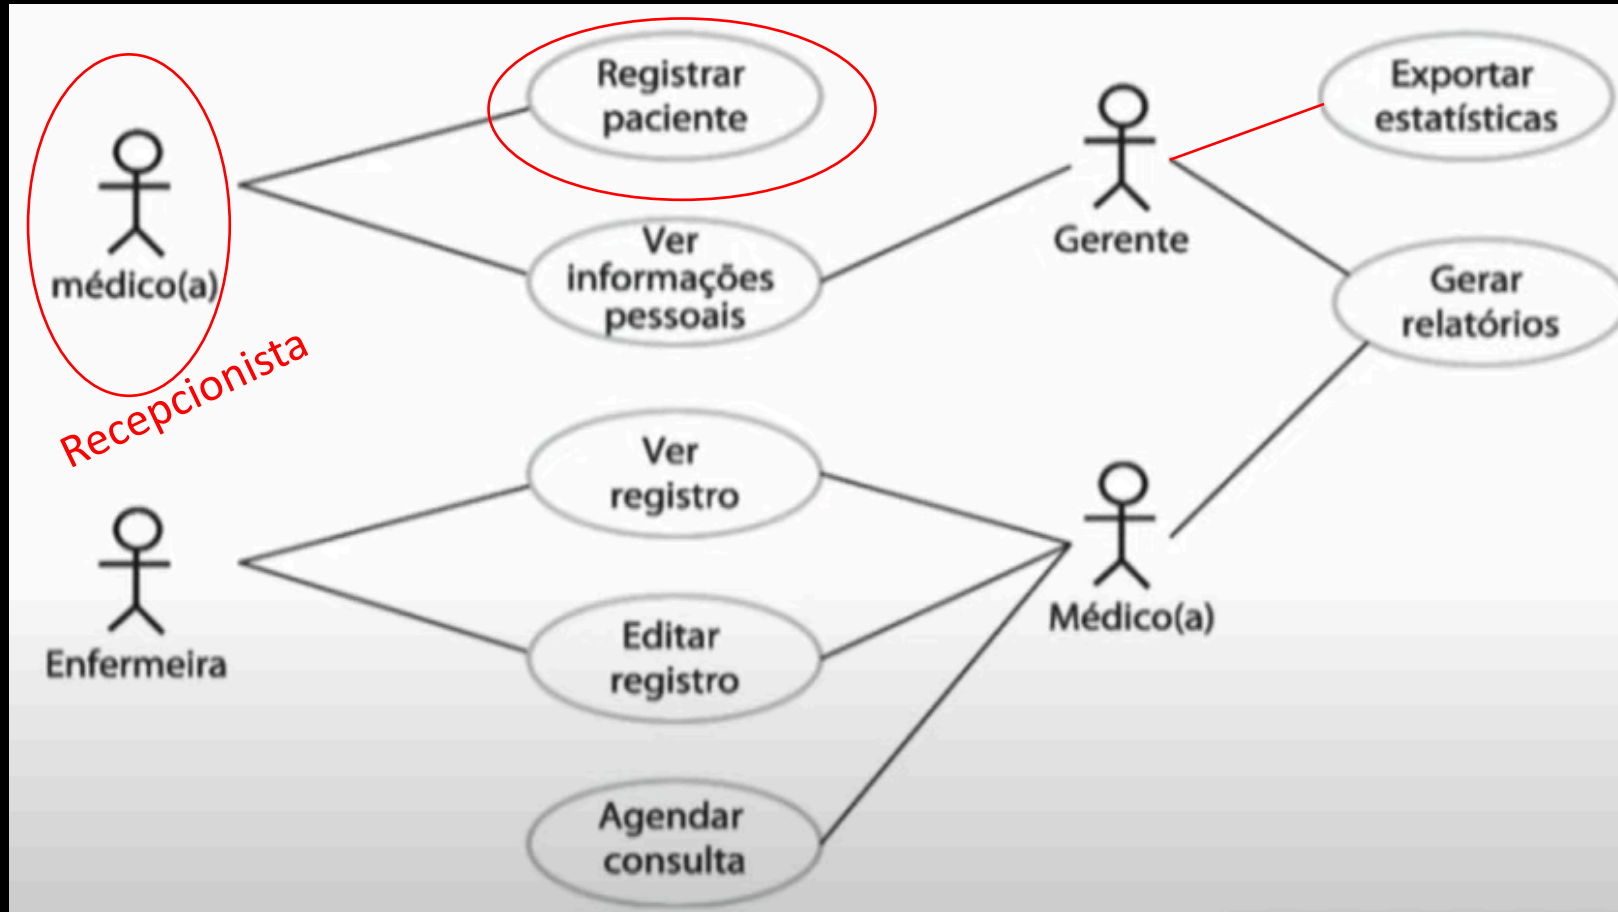 Registrar
paciente
Exportar
estatísticas
médico(a)
Ver
informações
pessoais
Gerente
Gerar
relatórios
Recepcionista
Ver
registro
Enfermeira
Editar
registro
Médico(a)
Agendar
consulta